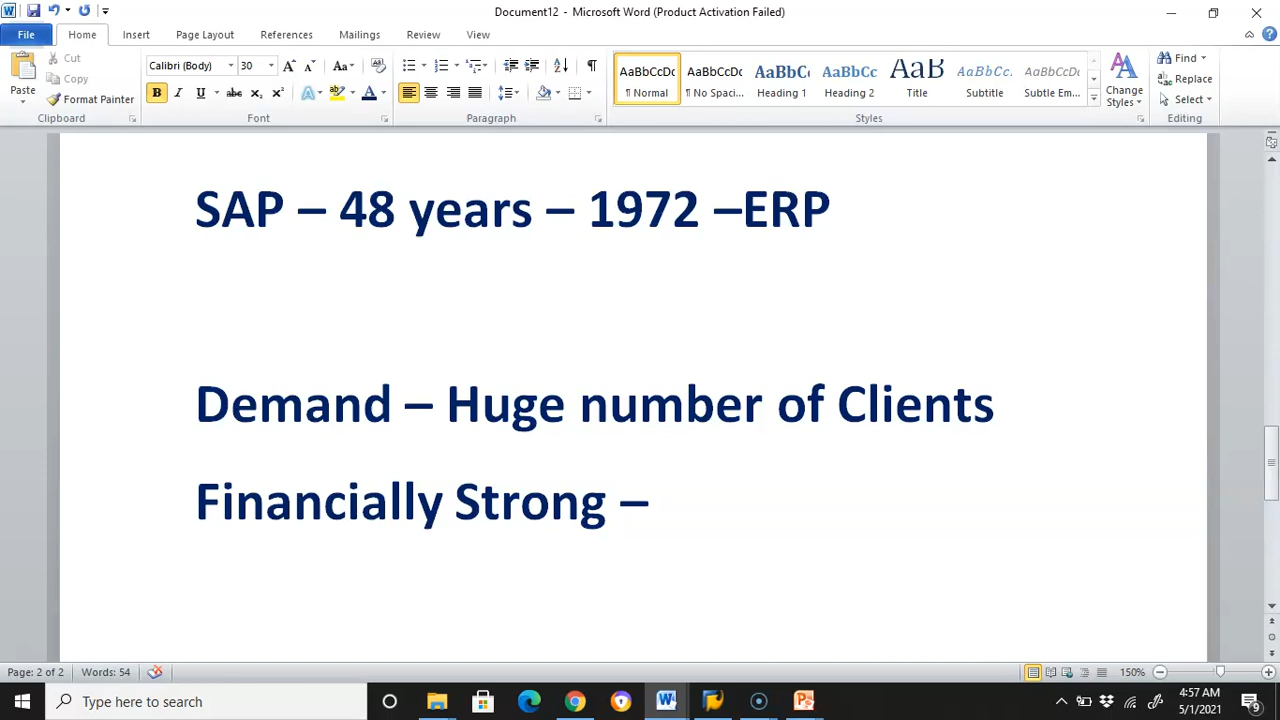 Document12 - Microsoft Word (Product Activation Failed)
File Home Insert Page Layout References Mailings Review View
Paste
Cut
Copy
Format Painter
Clipboard
Calibri (Body) 30
Font
Paragraph
AaBbCcDc AaBbCcDc AaBbC₍ AaBbCc AaB AaBbCc. AaBbCcDc
¶ Normal ¶ No Spaci... Heading 1 Heading 2 Title Subtitle Subtle Em...
Styles
Change Styles
Find
Replace
Select
Editing
SAP – 48 years – 1972 –ERP
Demand – Huge number of Clients
Financially Strong –
Page: 2 of 2 Words: 54 150%
Type here to search
4:57 AM
5/1/2021
9